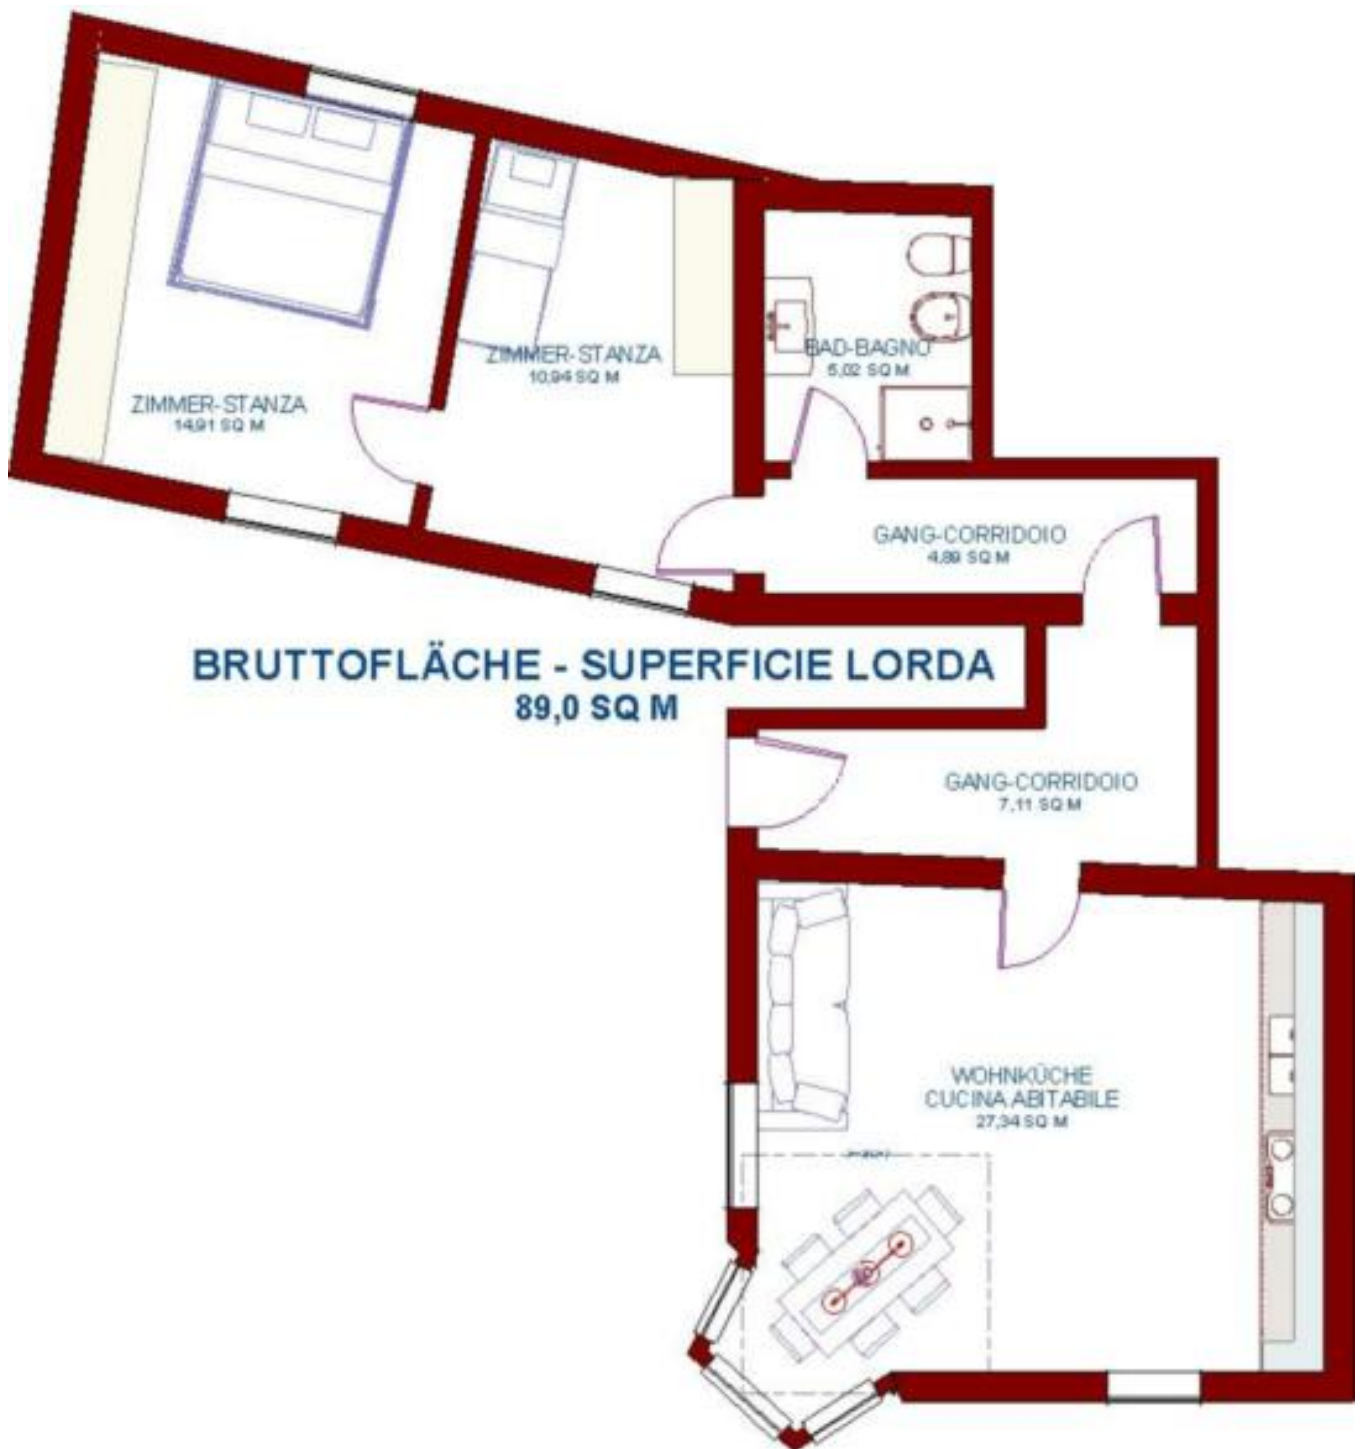 ZIMMER-STANZA
14,91 SQ M
ZIMMER-STANZA
10,94 SQ M
BAD-BAGNO
5,02 SQ M
GANG-CORRIDOIO
4,89 SQ M
BRUTTOFLÄCHE - SUPERFICIE LORDA
89,0 SQ M
GANG-CORRIDOIO
7,11 SQ M
WOHNKÜCHE
CUCINA ABITABILE
27,34 SQ M